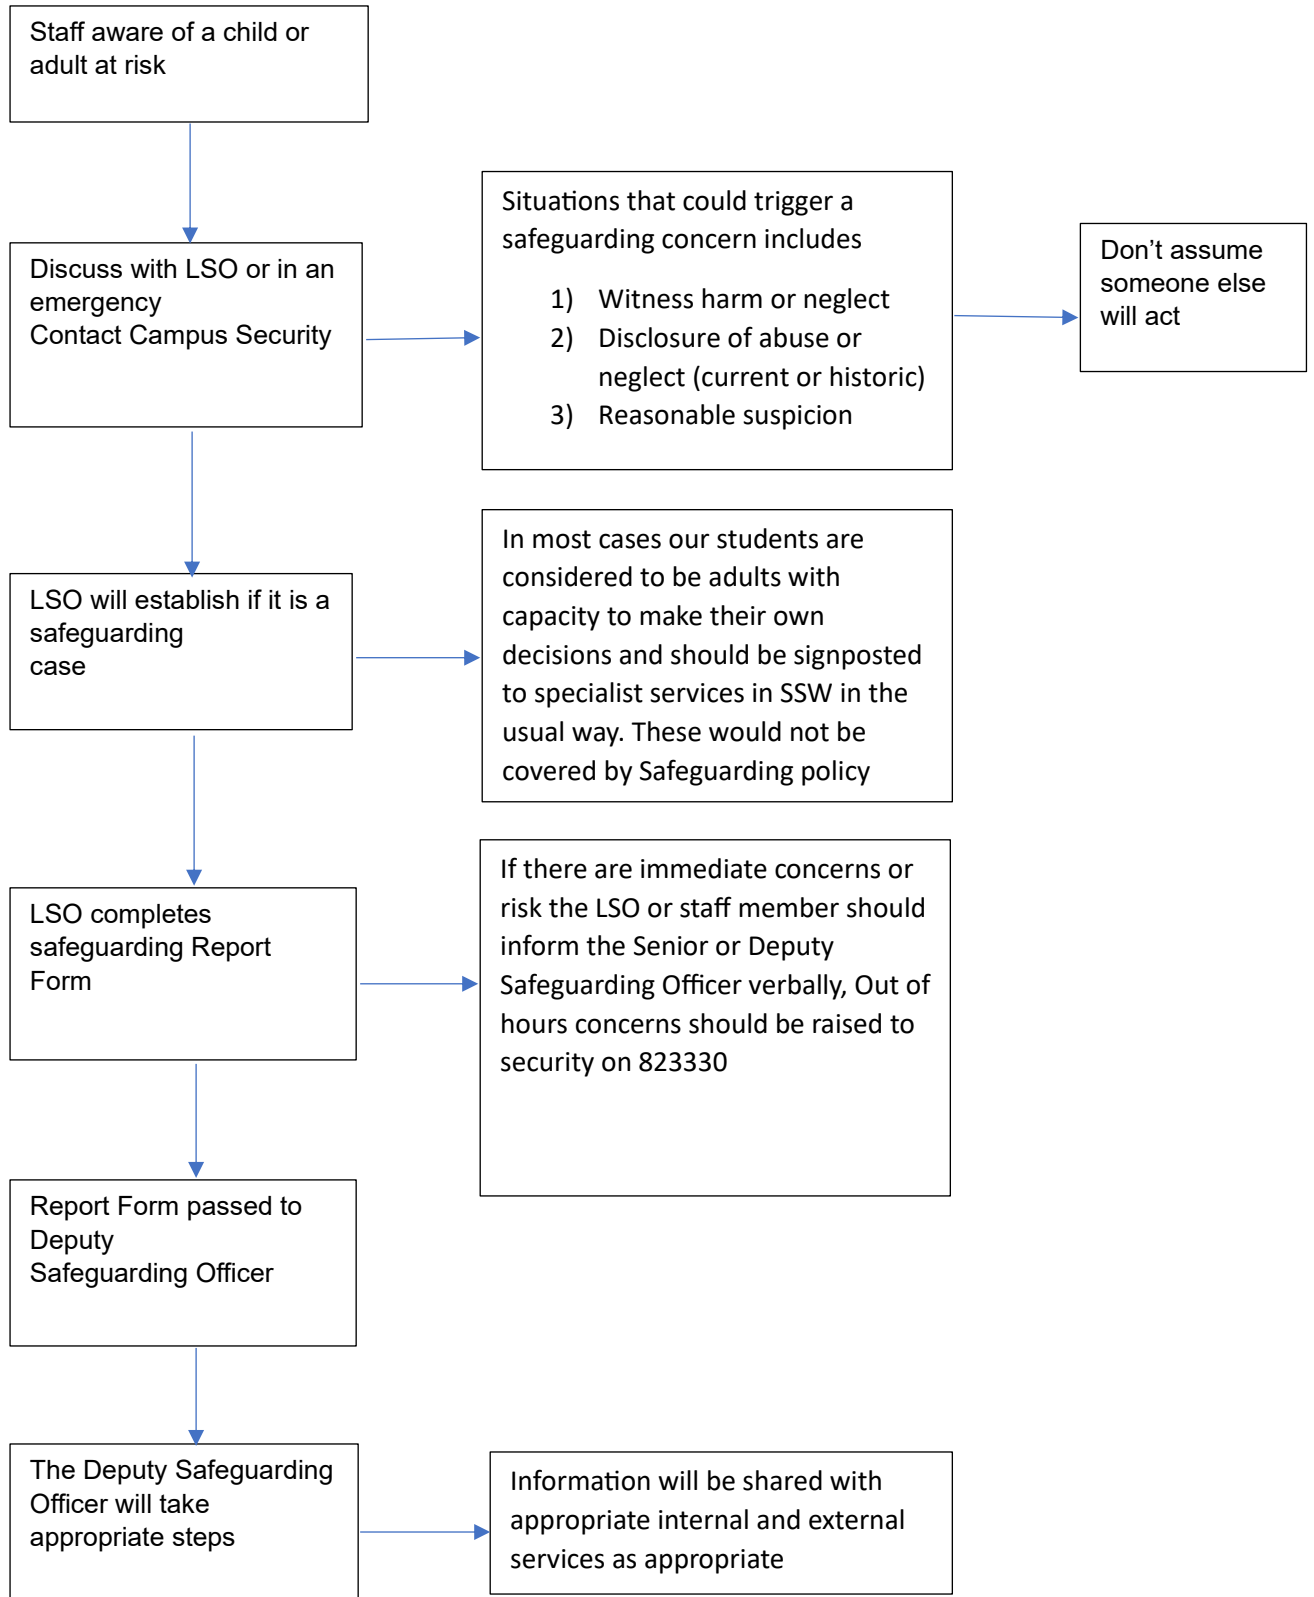 Staff aware of a child or
adult at risk
Discuss with LSO or in an
emergency
Contact Campus Security
Situations that could trigger a
safeguarding concern includes
1) Witness harm or neglect
2) Disclosure of abuse or
neglect (current or historic)
3) Reasonable suspicion
Don’t assume
someone else
will act
LSO will establish if it is a
safeguarding
case
In most cases our students are
considered to be adults with
capacity to make their own
decisions and should be signposted
to specialist services in SSW in the
usual way. These would not be
covered by Safeguarding policy
LSO completes
safeguarding Report
Form
If there are immediate concerns or
risk the LSO or staff member should
inform the Senior or Deputy
Safeguarding Officer verbally, Out of
hours concerns should be raised to
security on 823330
Report Form passed to
Deputy
Safeguarding Officer
The Deputy Safeguarding
Officer will take
appropriate steps
Information will be shared with
appropriate internal and external
services as appropriate